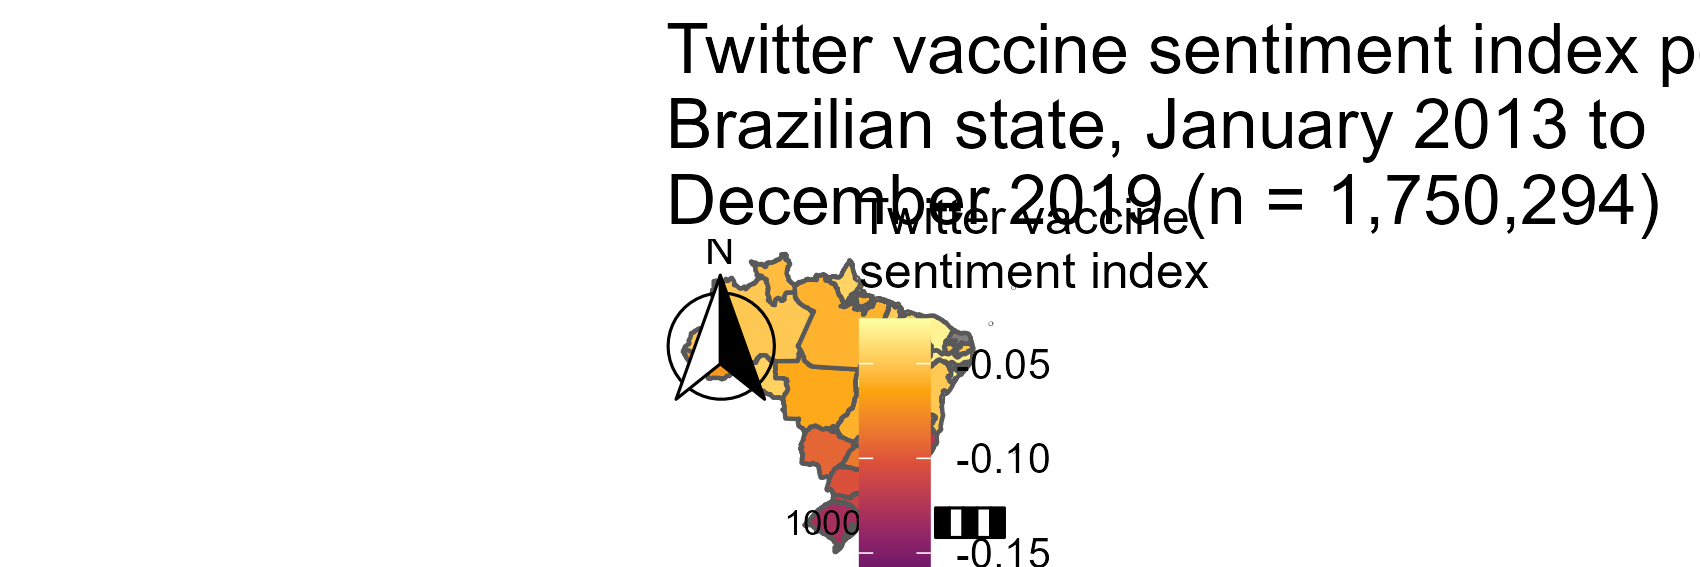 Twitter vaccine sentiment index p
Brazilian state, January 2013 to
December 2019 (n = 1,750,294)
Twitter vaccine
sentiment index
N
-0.05
-0.10
1000
-0.15